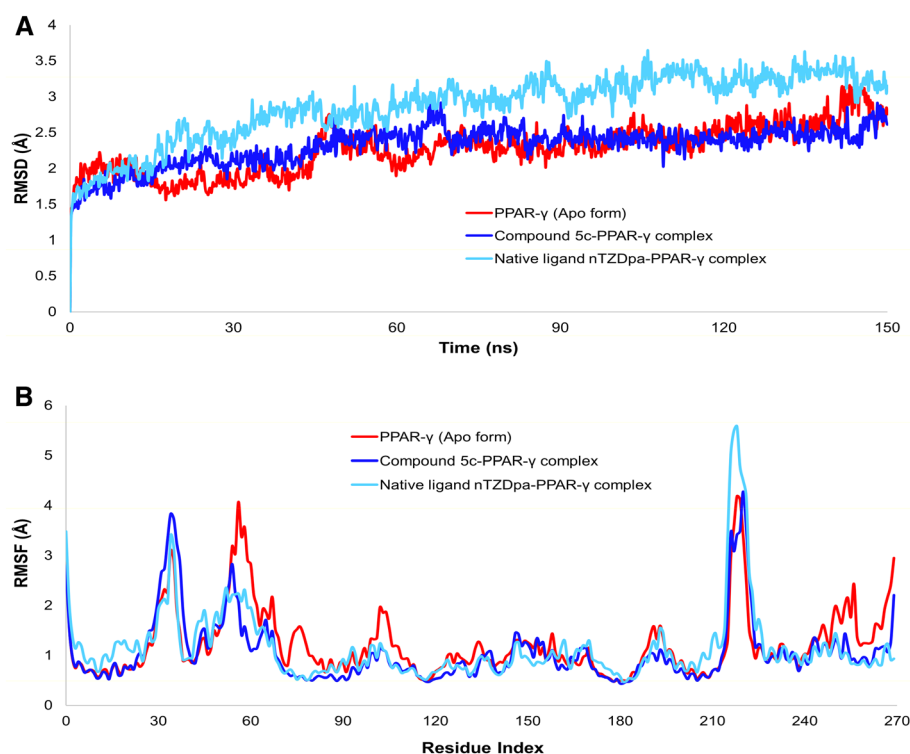 A
4
3.5
3
2.5
2
1.5
1
0.5
0
RMSD (Å)
PPAR-γ (Apo form)
Compound 5c-PPAR-γ complex
Native ligand nTZDpa-PPAR-γ complex
0 30 60 90 120 150
Time (ns)
B
6
5
4
3
2
1
0
RMSF (Å)
PPAR-γ (Apo form)
Compound 5c-PPAR-γ complex
Native ligand nTZDpa-PPAR-γ complex
0 30 60 90 120 150 180 210 240 270
Residue Index